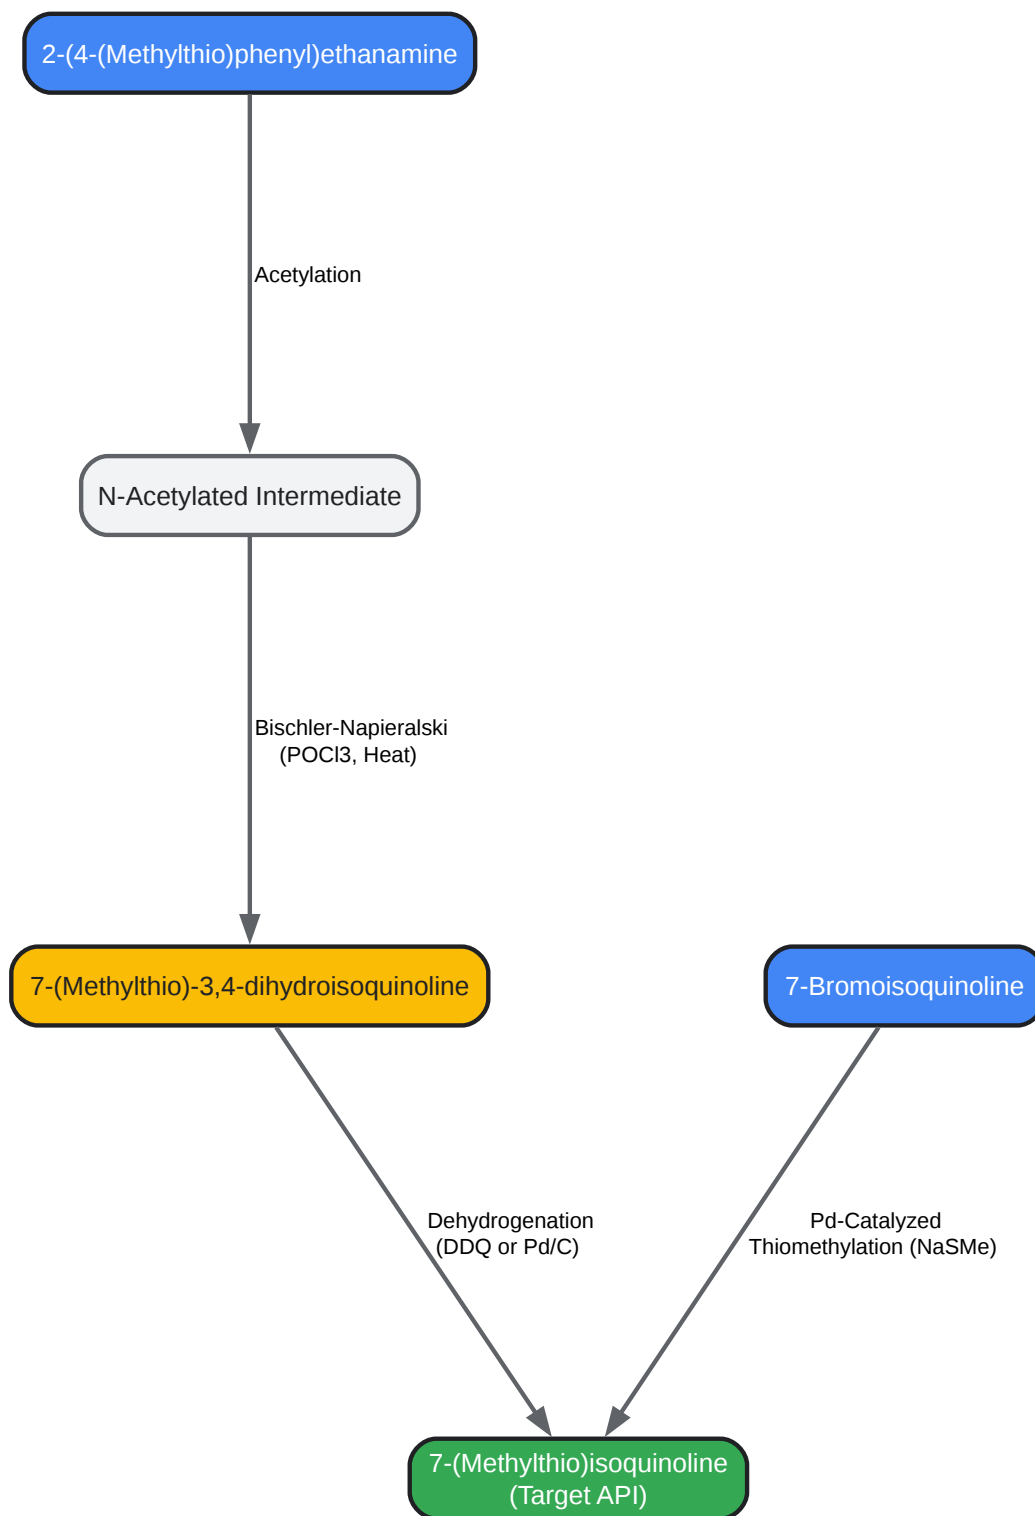 2-(4-(Methylthio)phenyl)ethanamine
Acetylation
N-Acetylated Intermediate
Bischler-Napieralski
(POCl3, Heat)
7-(Methylthio)-3,4-dihydroisoquinoline
7-Bromoisoquinoline
Dehydrogenation
(DDQ or Pd/C)
Pd-Catalyzed
Thiomethylation (NaSMe)
7-(Methylthio)isoquinoline
(Target API)